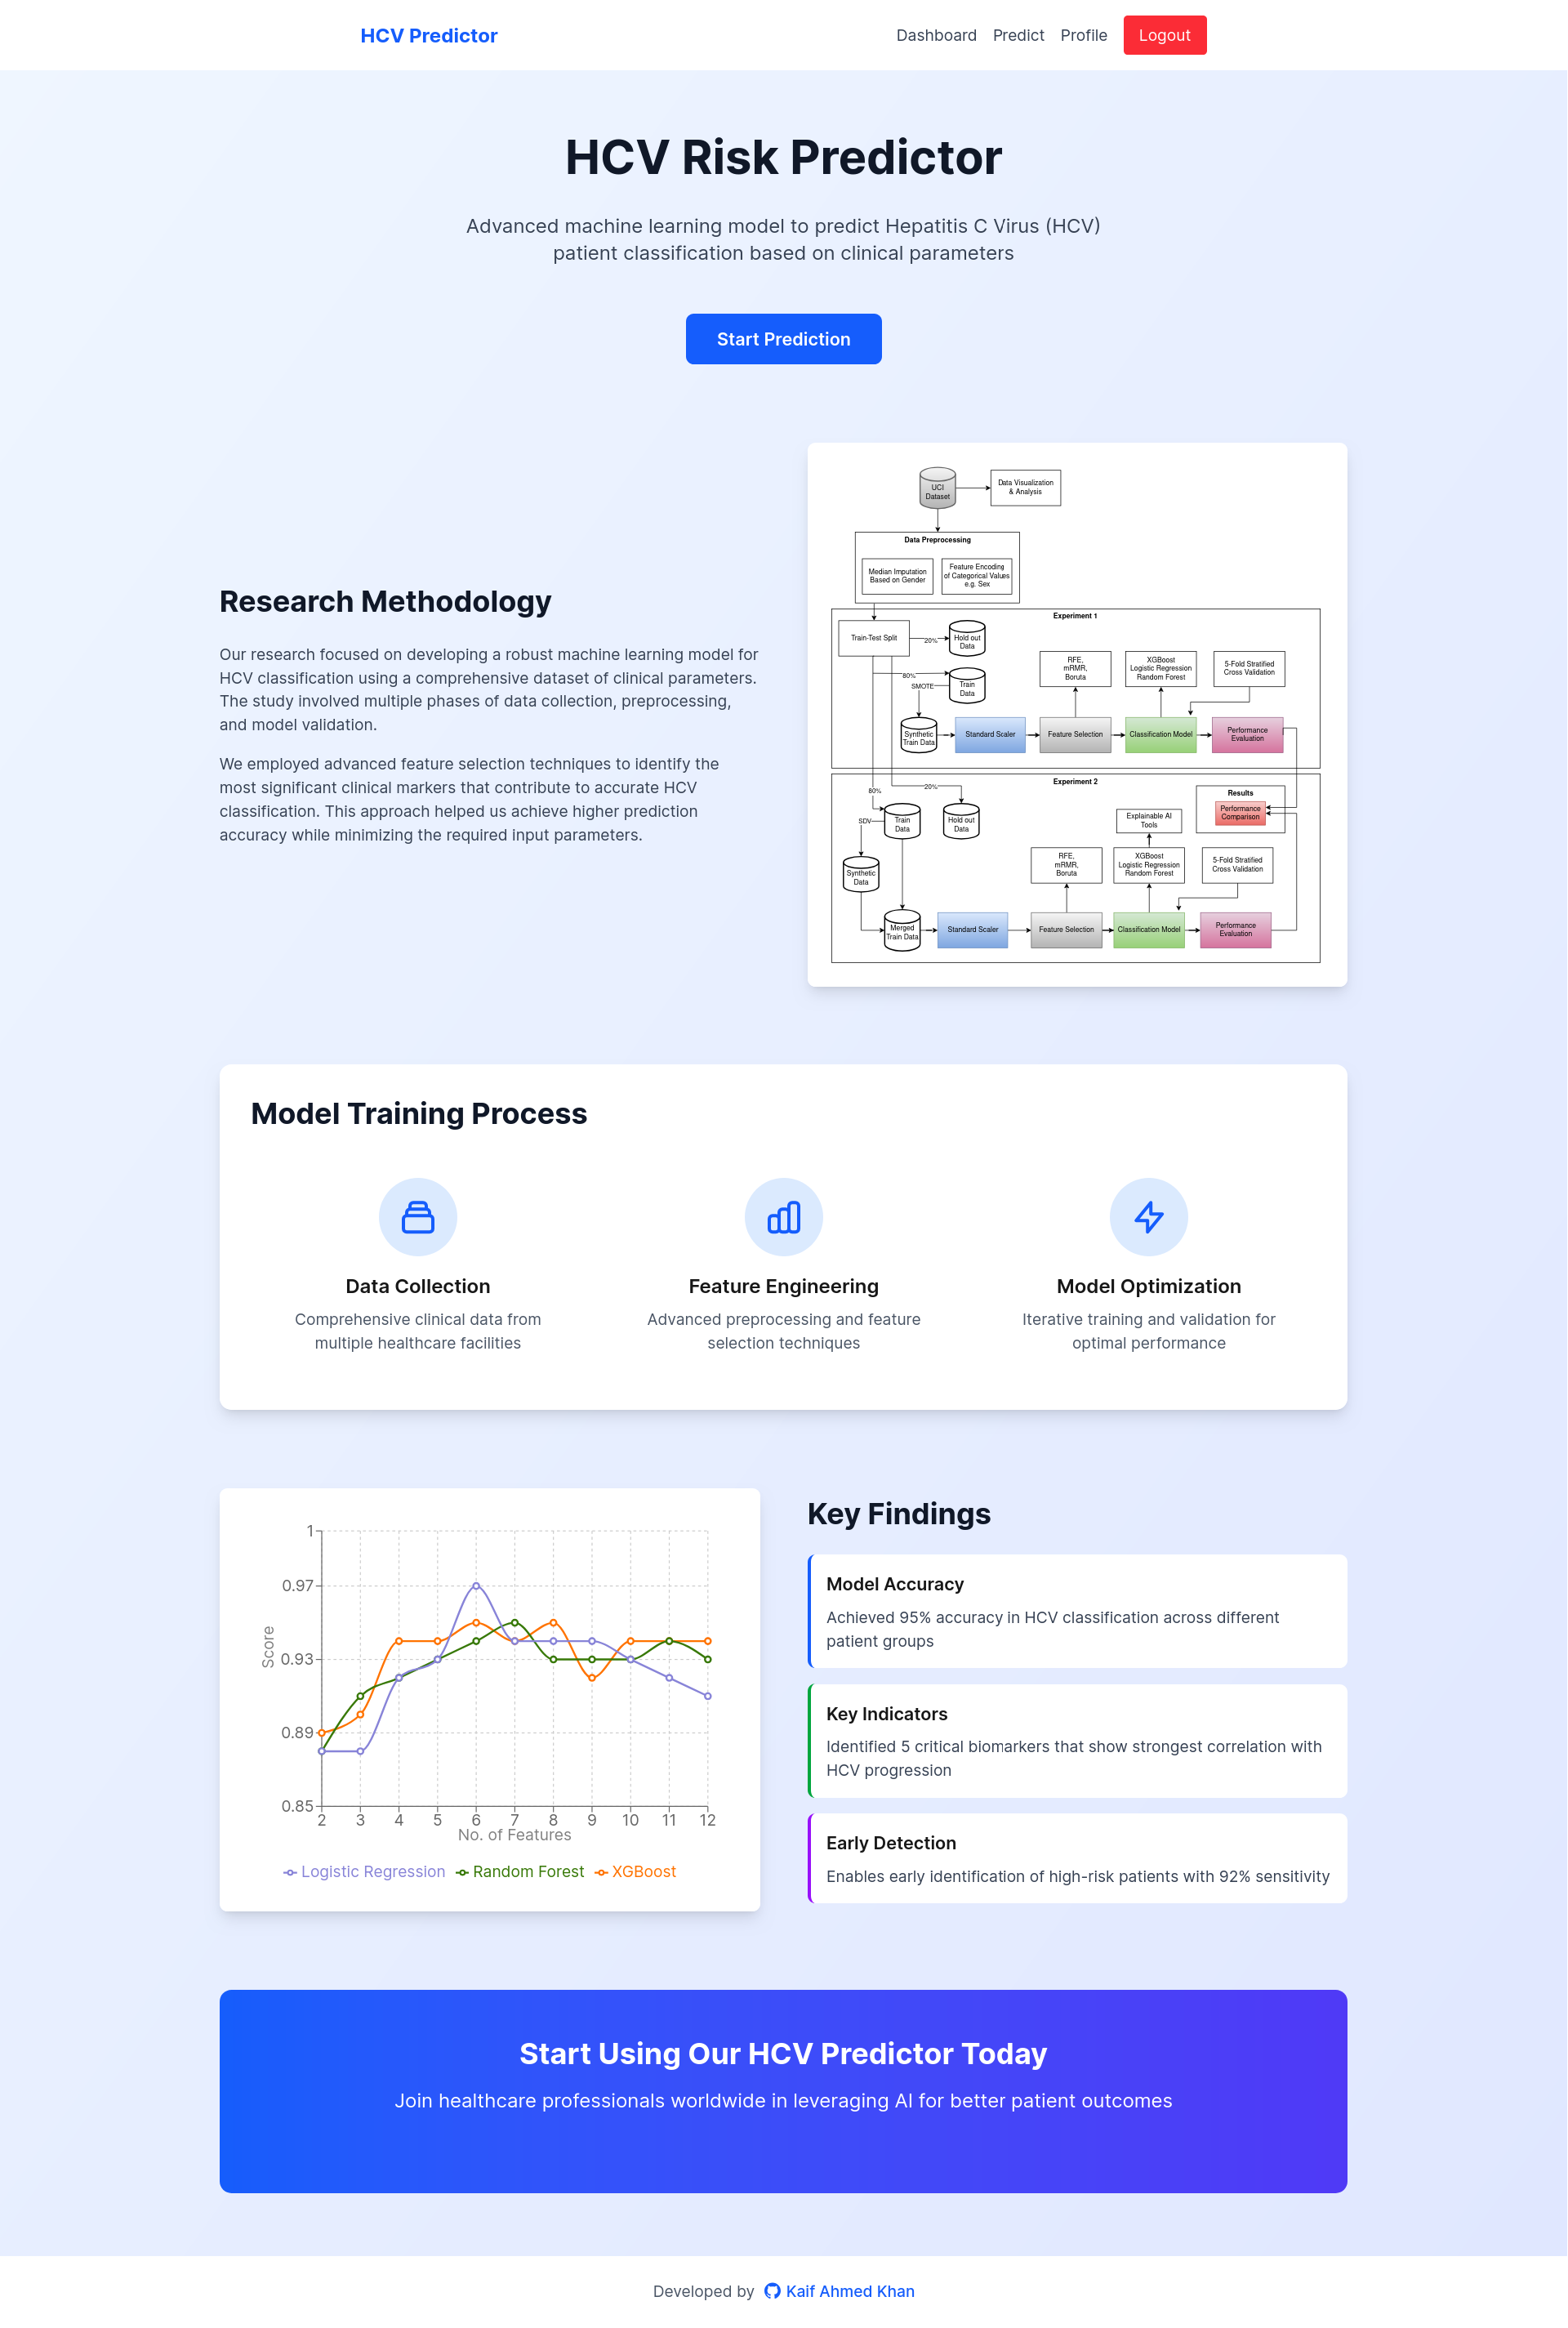 HCV Predictor
Dashboard
Predict
Profile
Logout
HCV Risk Predictor
Advanced machine learning model to predict Hepatitis C Virus (HCV)
patient classification based on clinical parameters
Start Prediction
Research Methodology
Our research focused on developing a robust machine learning model for
HCV classification using a comprehensive dataset of clinical parameters.
The study involved multiple phases of data collection, preprocessing,
and model validation.
We employed advanced feature selection techniques to identify the
most significant clinical markers that contribute to accurate HCV
classification. This approach helped us achieve higher prediction
accuracy while minimizing the required input parameters.
UCI
Dataset
Data Visualization
& Analysis
Data Preprocessing
Median Imputation
Based on Gender
Feature Encoding
of Categorical Values
e.g. Sex
Experiment 1
Train-Test Split
20%
Hold out
Data
80%
SMOTE
Train
Data
RFE,
mRMR,
Boruta
XGBoost
Logistic Regression
Random Forest
5-Fold Stratified
Cross Validation
Synthetic
Train Data
Standard Scaler
Feature Selection
Classification Model
Performance
Evaluation
Experiment 2
80%
20%
Results
Performance
Comparison
SDV
Train
Data
Hold out
Data
Explainable AI
Tools
Synthetic
Data
RFE,
mRMR,
Boruta
XGBoost
Logistic Regression
Random Forest
5-Fold Stratified
Cross Validation
Merged
Train Data
Standard Scaler
Feature Selection
Classification Model
Performance
Evaluation
Model Training Process
Data Collection
Comprehensive clinical data from
multiple healthcare facilities
Feature Engineering
Advanced preprocessing and feature
selection techniques
Model Optimization
Iterative training and validation for
optimal performance
1
0.97
0.93
0.89
0.85
Score
2 3 4 5 6 7 8 9 10 11 12
No. of Features
Logistic Regression Random Forest XGBoost
Key Findings
Model Accuracy
Achieved 95% accuracy in HCV classification across different
patient groups
Key Indicators
Identified 5 critical biomarkers that show strongest correlation with
HCV progression
Early Detection
Enables early identification of high-risk patients with 92% sensitivity
Start Using Our HCV Predictor Today
Join healthcare professionals worldwide in leveraging AI for better patient outcomes
Developed by Kaif Ahmed Khan